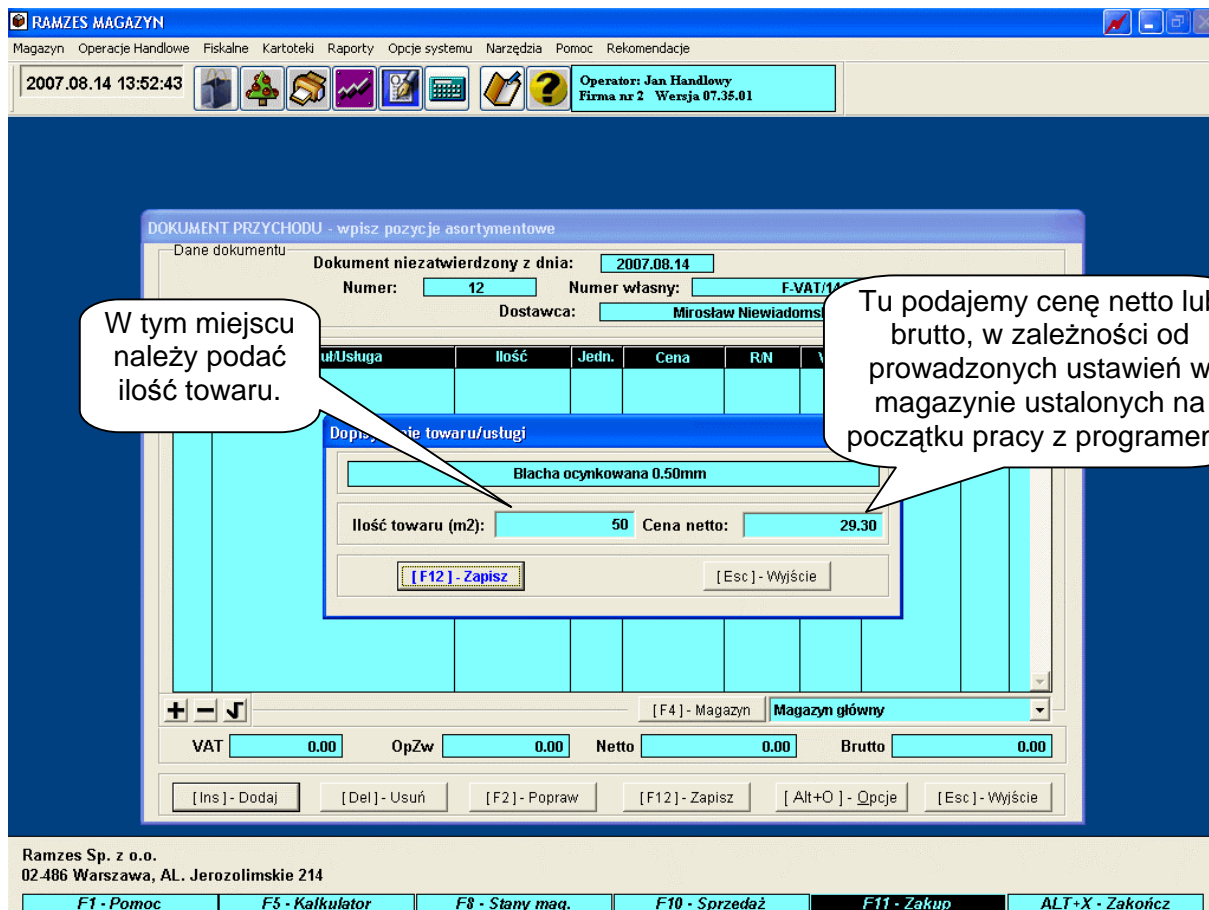 RAMZES MAGAZYN
Magazyn Operacje Handlowe Fiskalne Kartoteki Raporty Opcje systemu Narzędzia Pomoc Rekomendacje
2007.08.14 13:52:43
Operator: Jan Handlowy
Firma nr 2 Wersja 07.35.01
DOKUMENT PRZYCHODU - wpisz pozycje asortymentowe
Dane dokumentu
Dokument niezatwierdzony z dnia: 2007.08.14
Numer: 12 Numer własny:
Dostawca: Mirosław
W tym miejscu
należy podać
ilość towaru.
Tu podajemy cenę netto
brutto, w zależności od
prowadzonych ustawień w
magazynie ustalonych na
początku pracy z
Ilość Jedn. Cena R/N
towaru/usługi
Blacha ocynkowana 0.50mm
Ilość towaru (m2): 50 Cena netto: 29.30
[ F12 ] - Zapisz [ Esc ] - Wyjście
[ F4 ] - Magazyn Magazyn główny
VAT 0.00 OpZw 0.00 Netto 0.00 Brutto 0.00
[ Ins ] - Dodaj [ Del ] - Usuń [ F2 ] - Popraw [ F12 ] - Zapisz [ Alt+O ] - Opcje [ Esc ] - Wyjście
Ramzes Sp. z o.o.
02-486 Warszawa, AL. Jerozolimskie 214
F1 - Pomoc F5 - Kalkulator F8 - Stany mag. F10 - Sprzedaż F11 - Zakup ALT+X - Zakończ